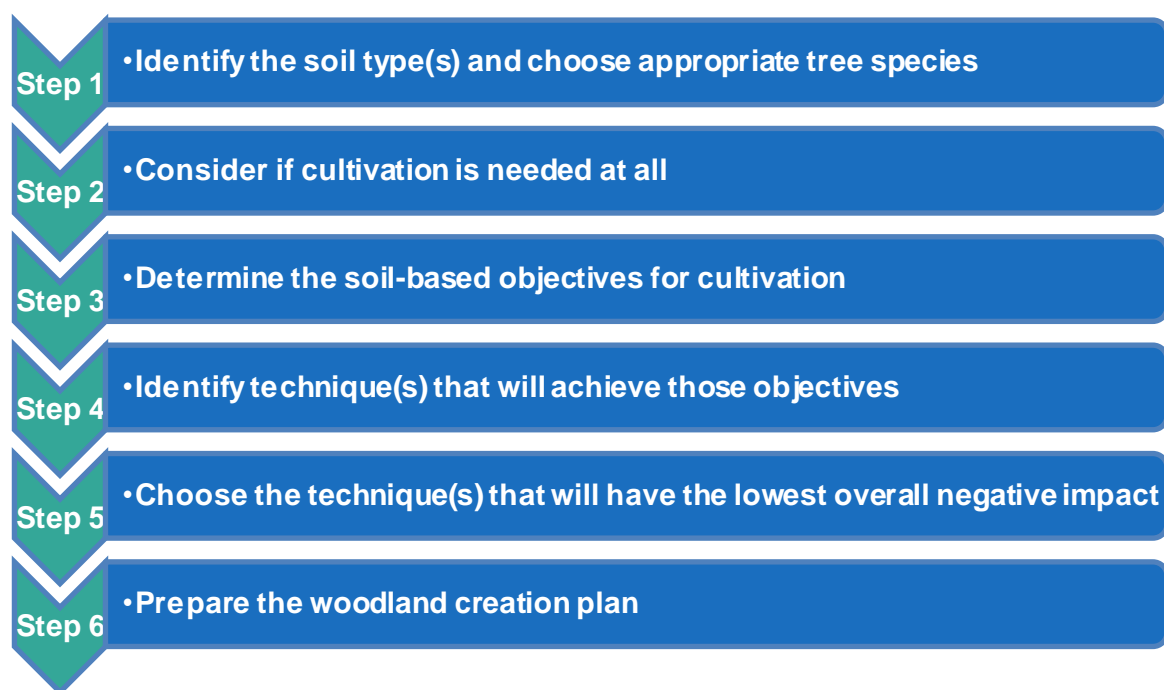 Step 1
•Identify the soil type(s) and choose appropriate tree species
Step 2
•Consider if cultivation is needed at all
Step 3
•Determine the soil-based objectives for cultivation
Step 4
•Identify technique(s) that will achieve those objectives
Step 5
•Choose the technique(s) that will have the lowest overall negative impact
Step 6
•Prepare the woodland creation plan